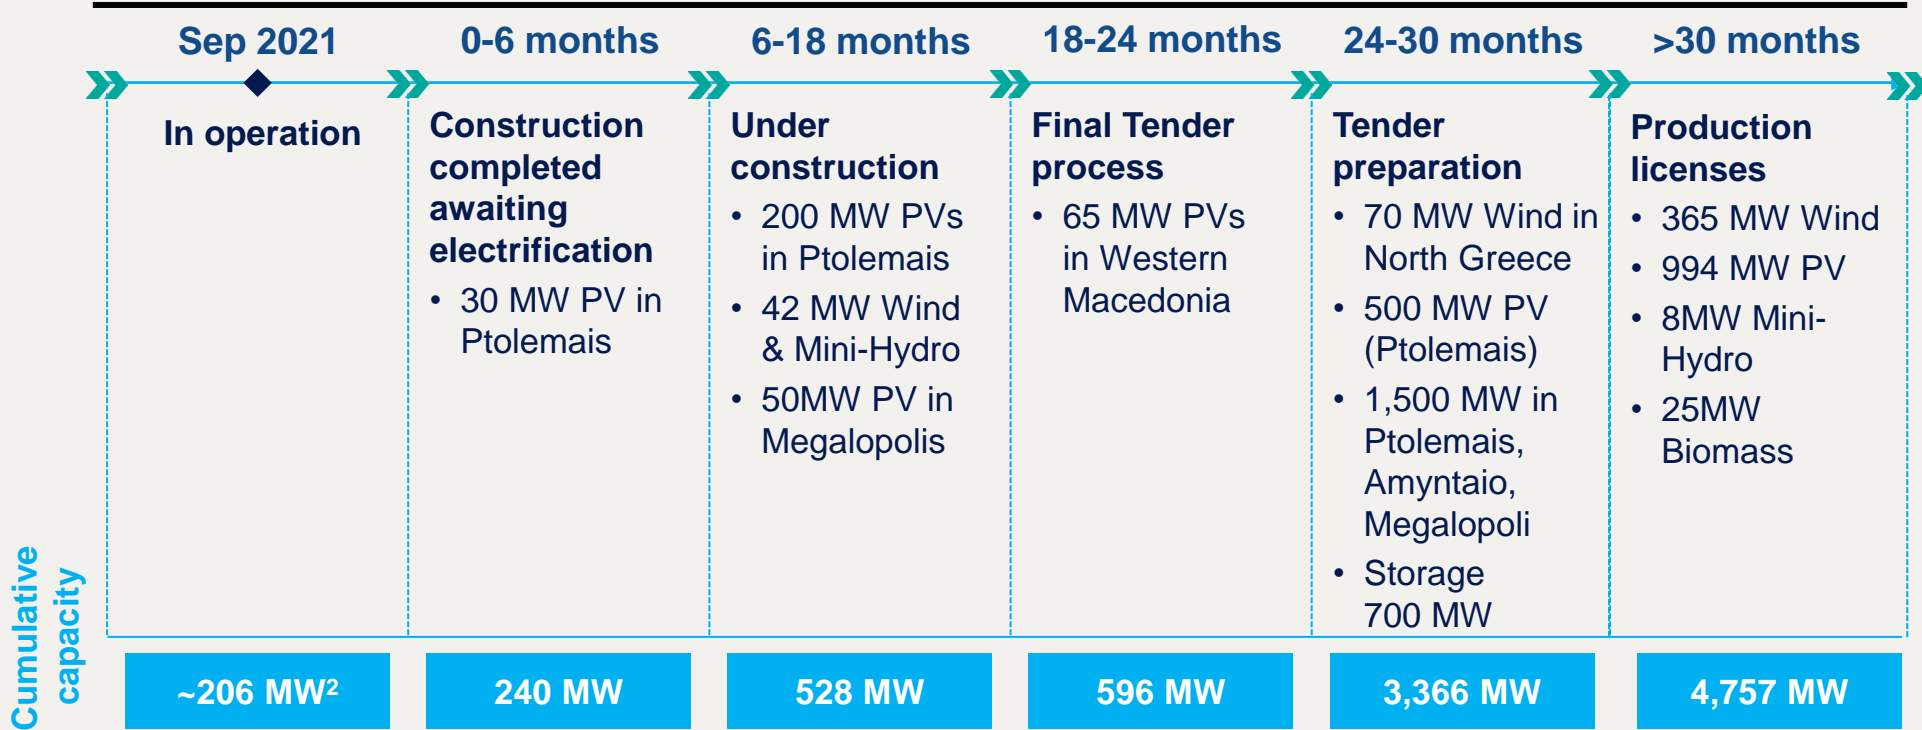 Sep 2021
0-6 months
6-18 months
18-24 months
24-30 months
>30 months
In operation
Construction
completed
awaiting
electrification
• 30 MW PV in
Ptolemais
Under
construction
• 200 MW PVs
in Ptolemais
• 42 MW Wind
& Mini-Hydro
• 50MW PV in
Megalopolis
Final Tender
process
• 65 MW PVs
in Western
Macedonia
Tender
preparation
• 70 MW Wind in
North Greece
• 500 MW PV
(Ptolemais)
• 1,500 MW in
Ptolemais,
Amyntaio,
Megalopoli
• Storage
700 MW
Production
licenses
• 365 MW Wind
• 994 MW PV
• 8MW Mini-
Hydro
• 25MW
Biomass
Cumulative
capacity
~206 MW²
240 MW
528 MW
596 MW
3,366 MW
4,757 MW